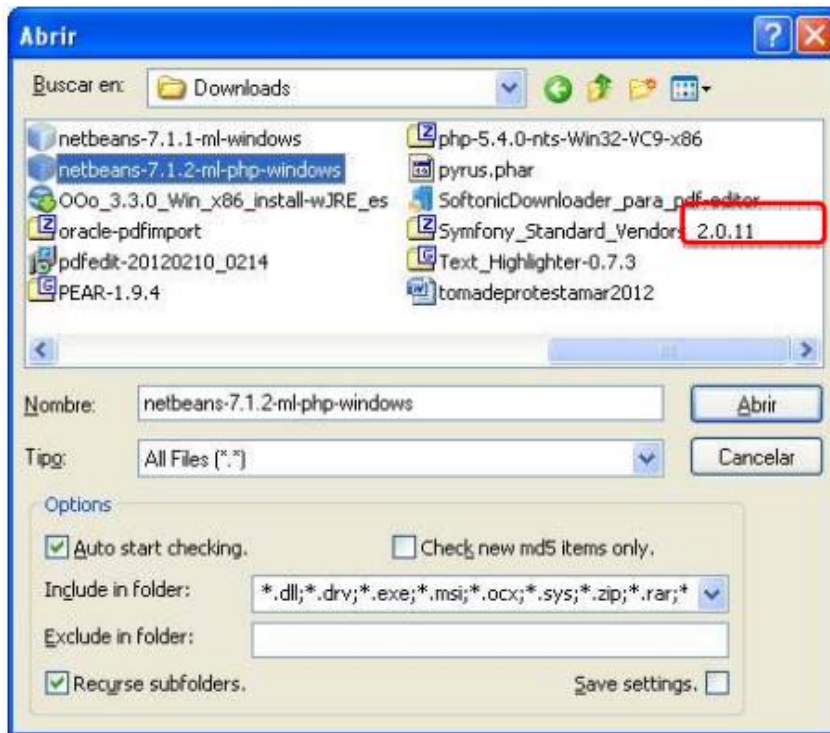 Abrir
Buscar en: Downloads
netbeans-7.1.1-ml-windows
netbeans-7.1.2-ml-php-windows
OOo_3.3.0_Win_x86_install-wJRE_es
oracle-pdfimport
pdfedit-20120210_0214
PEAR-1.9.4
php-5.4.0-nts-Win32-VC9-x86
pyrus.phar
SoftonicDownloader_para_pdf-editor
Symfony_Standard_Vendors_2.0.11
Text_Highlighter-0.7.3
tomadeprotestamar2012
Nombre: netbeans-7.1.2-ml-php-windows Abrir
Tipo: All Files (*.*) Cancelar
Options
Auto start checking. Check new md5 items only.
Include in folder: *.dll;*.drv;*.exe;*.msi;*.ocx;*.sys;*.zip;*.rar;*
Exclude in folder:
Recurse subfolders. Save settings.